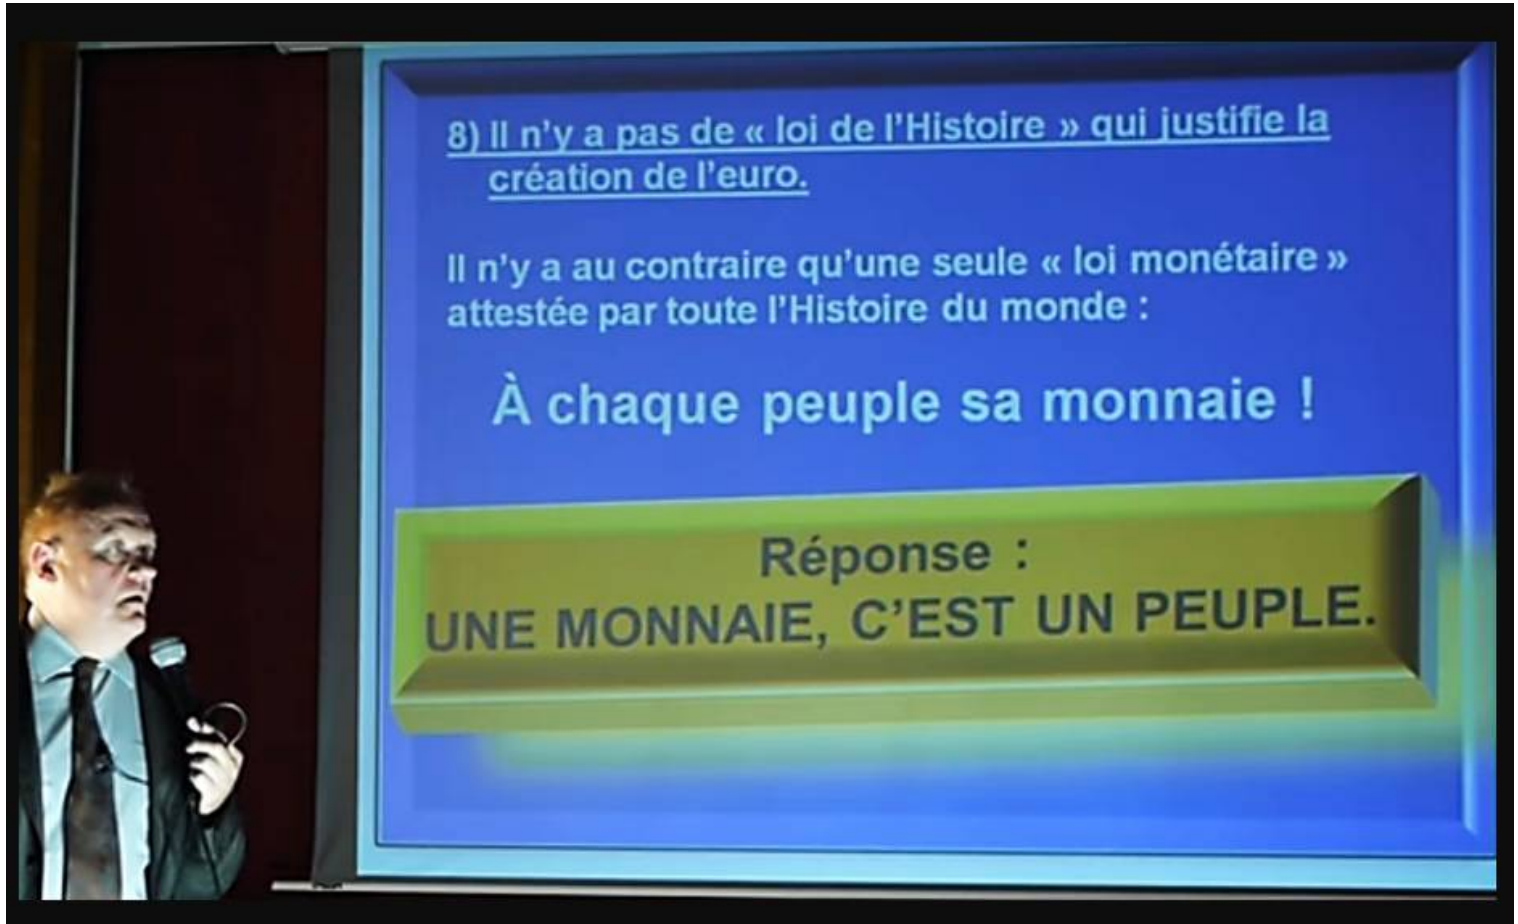 8) Il n'y a pas de « loi de l'Histoire » qui justifie la
création de l'euro.
Il n'y a au contraire qu'une seule « loi monétaire »
attestée par toute l'Histoire du monde :
À chaque peuple sa monnaie !
Réponse :
UNE MONNAIE, C'EST UN PEUPLE.